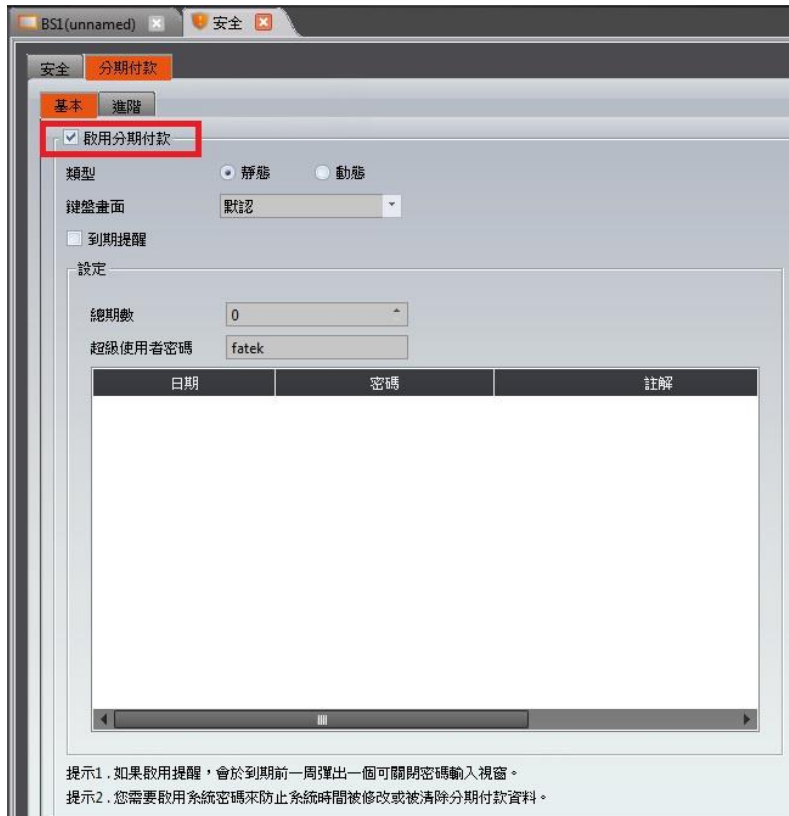 BS1(unnamed) 安全
安全 分期付款
基本 進階
啟用分期付款
類型 靜態 動態
鍵盤畫面 默認
到期提醒
設定
總期數 0
超級使用者密碼 fatek
日期 密碼 註解
提示1.如果啟用提醒，會於到期前一周彈出一個可關閉密碼輸入視窗。
提示2.您需要啟用系統密碼來防止系統時間被修改或被清除分期付款資料。